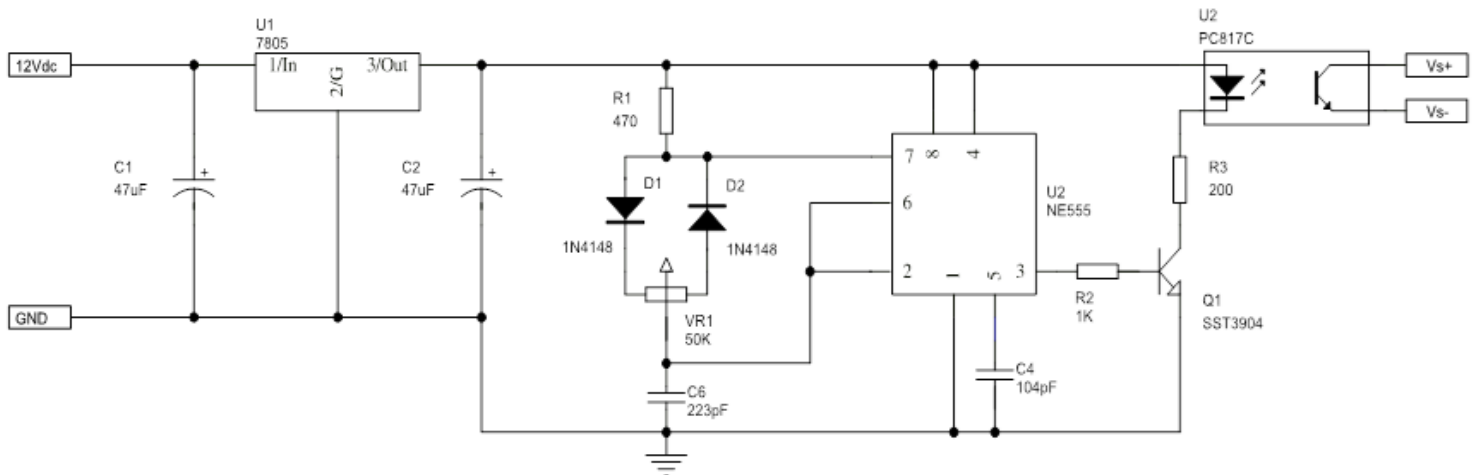 U1
7805
12Vdc
1/In
2/G
3/Out
C1
47uF
C2
47uF
GND
R1
470
D1
1N4148
D2
1N4148
VR1
50K
C6
223pF
7
8
4
6
2
1
5
3
U2
NE555
R2
1K
C4
104pF
Q1
SST3904
R3
200
U2
PC817C
Vs+
Vs-